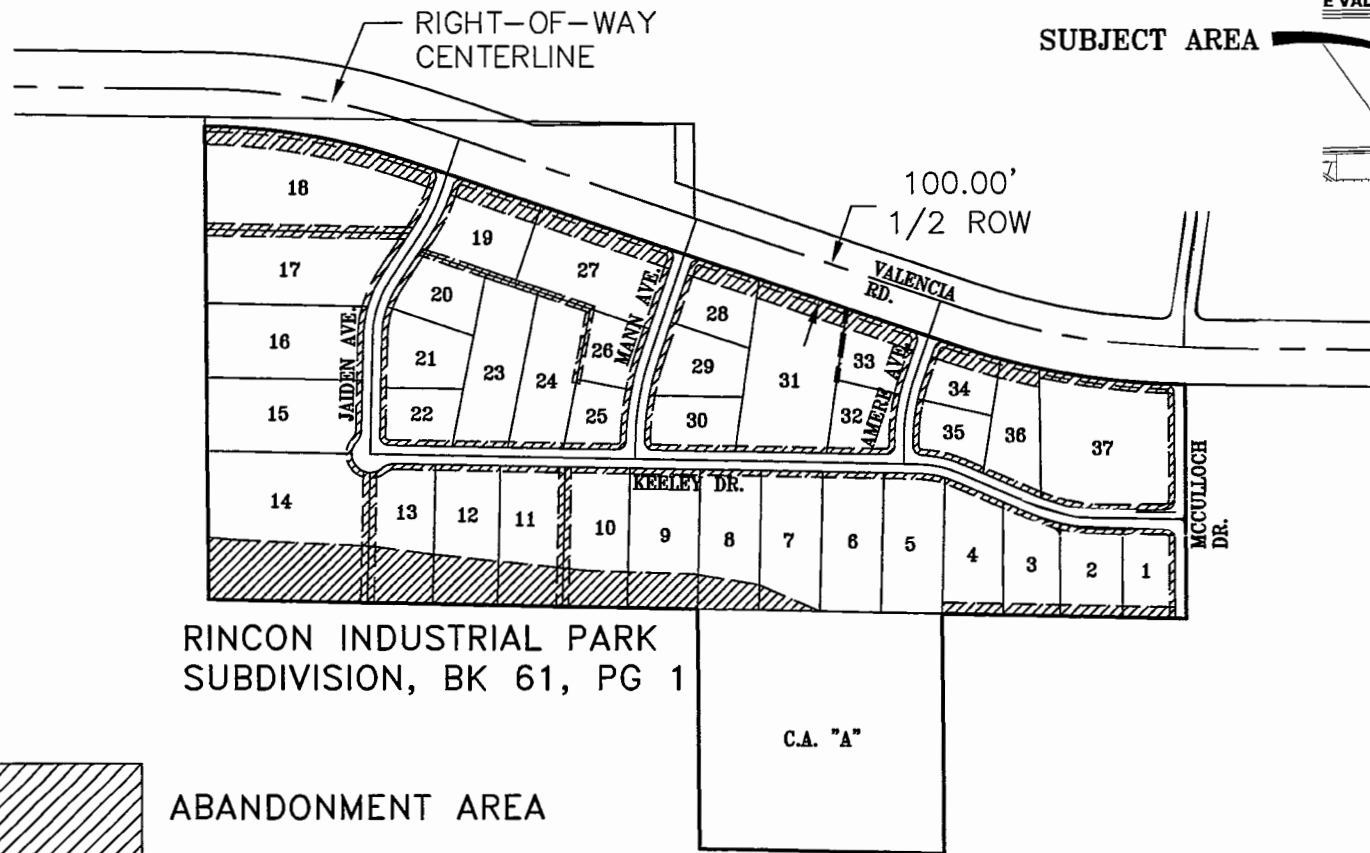 RIGHT-OF-WAY
CENTERLINE
SUBJECT AREA
100.00'
1/2 ROW
VALENCIA
RD.
18
19
27
17
20
28
16
21
23
24
26
29
31
33
34
15
22
25
30
32
35
36
37
JADEN AVE.
MANN AVE.
AMERE AVE.
KEELEY DR.
MCCULLOCH
DR.
14
13
12
11
10
9
8
7
6
5
4
3
2
1
RINCON INDUSTRIAL PARK
SUBDIVISION, BK 61, PG 1
C.A. "A"
ABANDONMENT AREA